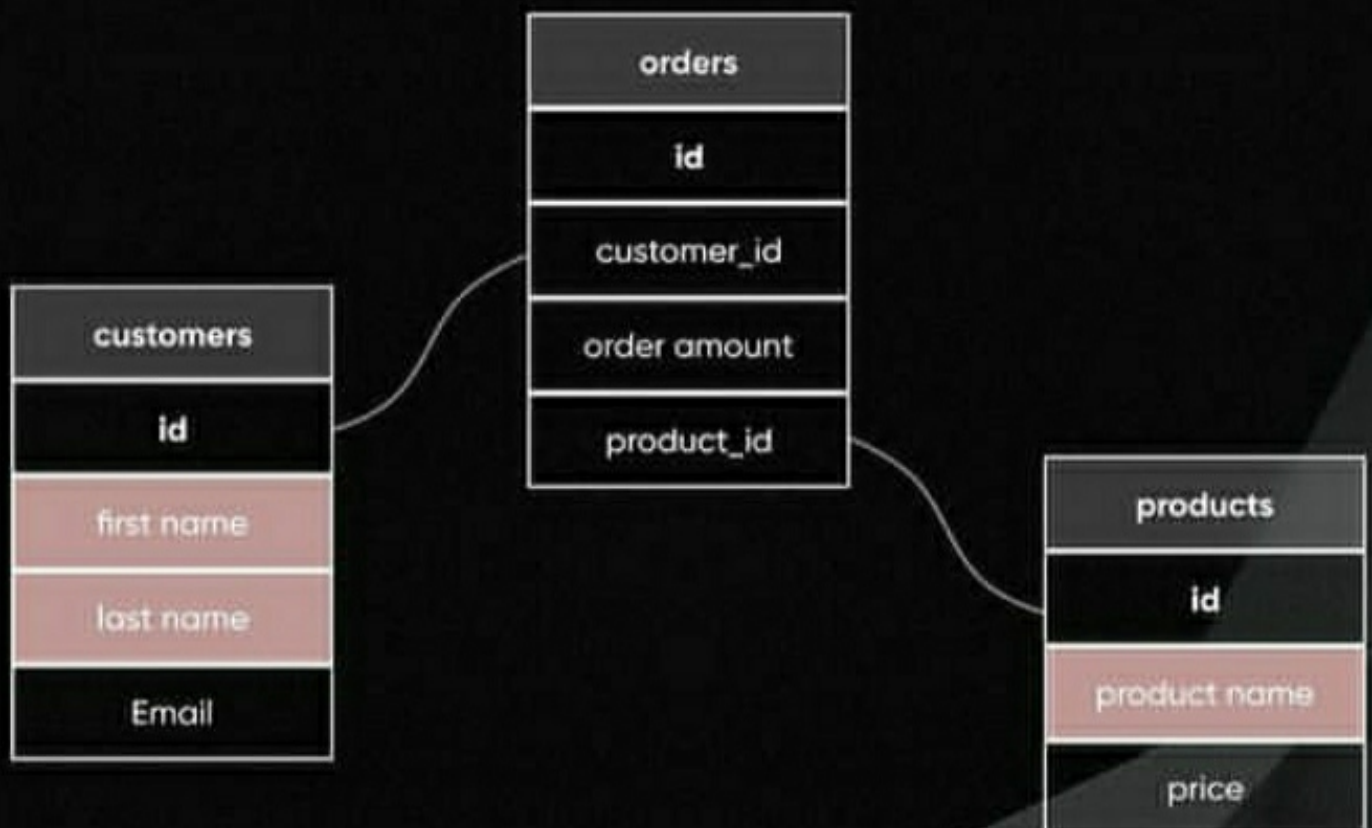 orders
id
customer_id
order amount
product_id
customers
id
first name
last name
Email
products
id
product name
price